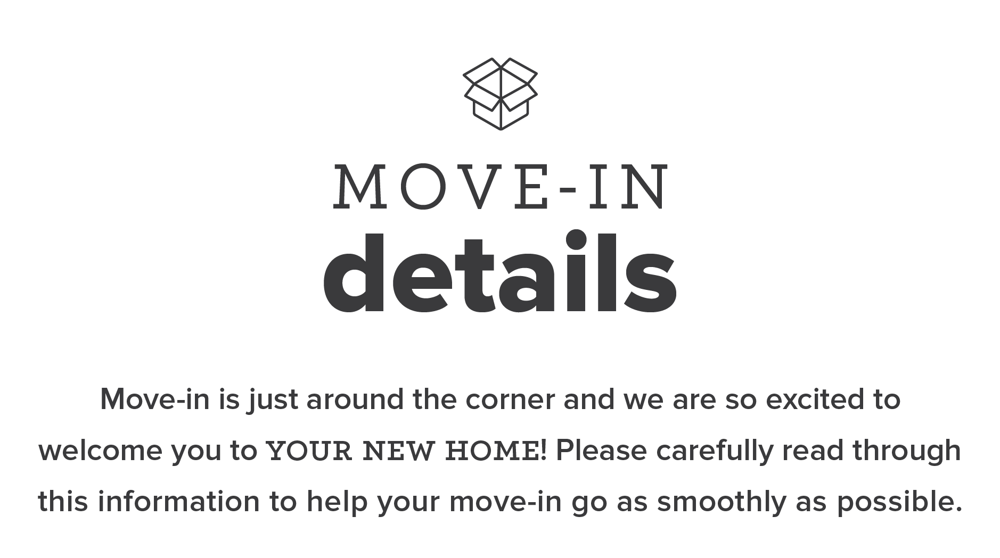 MOVE-IN
details
Move-in is just around the corner and we are so excited to
welcome you to YOUR NEW HOME! Please carefully read through
this information to help your move-in go as smoothly as possible.